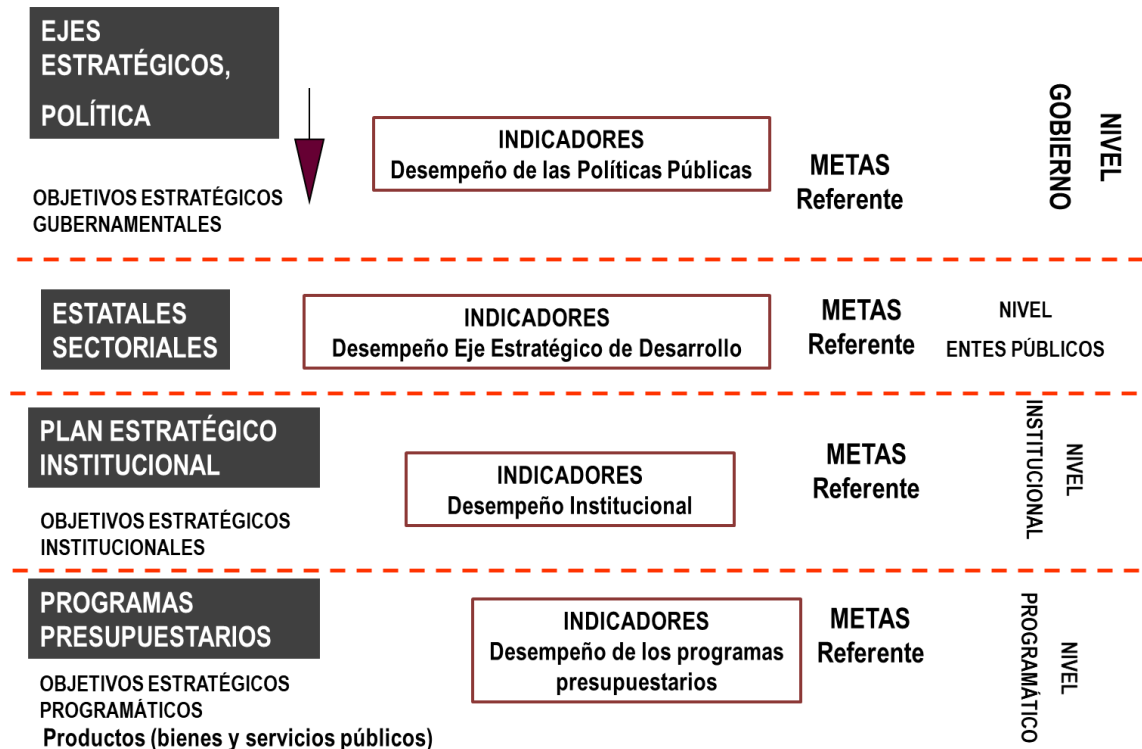 EJES
ESTRATÉGICOS,
POLÍTICA
OBJETIVOS ESTRATÉGICOS
GUBERNAMENTALES
INDICADORES
Desempeño de las Políticas Públicas
METAS
Referente
NIVEL
GOBIERNO
ESTATALES
SECTORIALES
INDICADORES
Desempeño Eje Estratégico de Desarrollo
METAS
Referente
NIVEL
ENTES PÚBLICOS
PLAN ESTRATÉGICO
INSTITUCIONAL
OBJETIVOS ESTRATÉGICOS
INSTITUCIONALES
INDICADORES
Desempeño Institucional
METAS
Referente
NIVEL
INSTITUCIONAL
PROGRAMAS
PRESUPUESTARIOS
OBJETIVOS ESTRATÉGICOS
PROGRAMÁTICOS
Productos (bienes y servicios públicos)
INDICADORES
Desempeño de los programas
presupuestarios
METAS
Referente
NIVEL
PROGRAMÁTICO